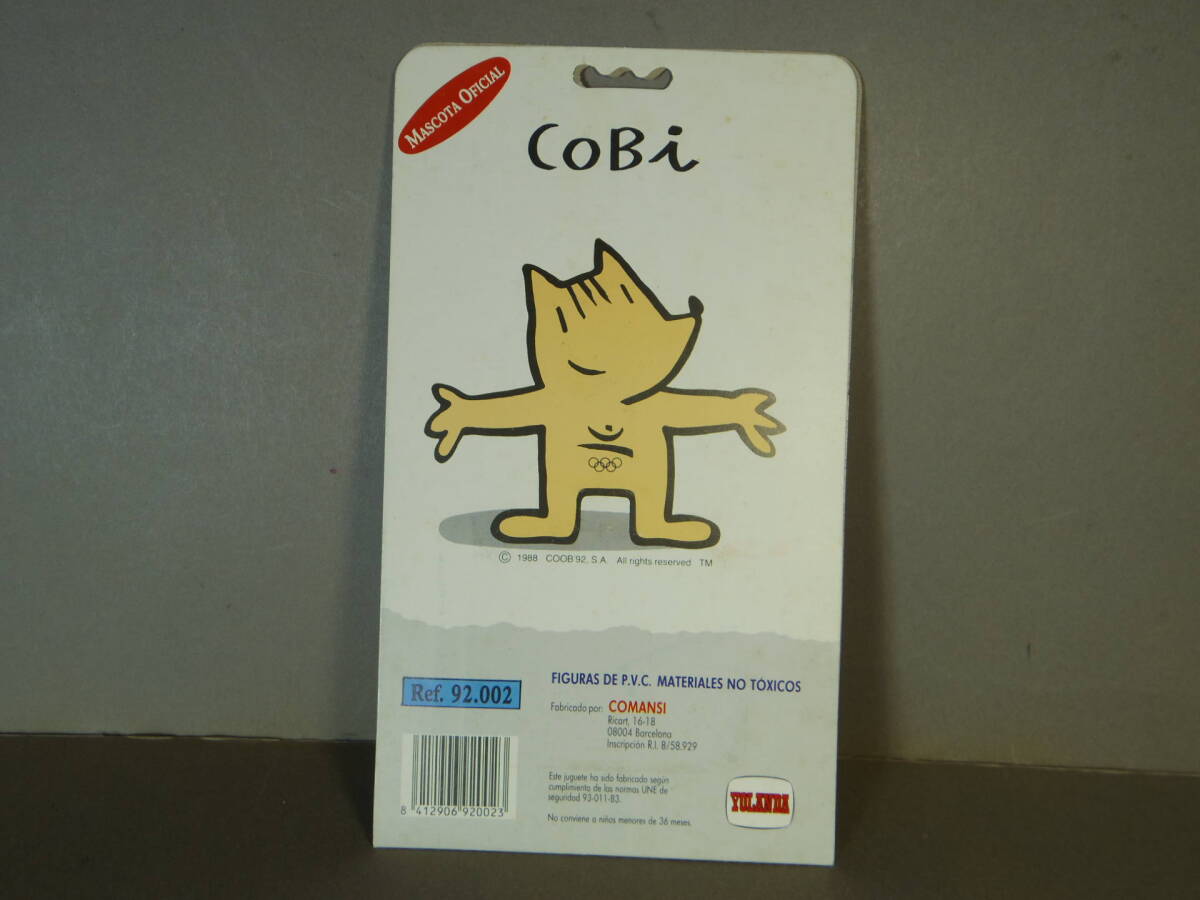 MASCOTA OFICIAL
COBi
© 1988 COOB'92, S.A. All rights reserved TM
Ref. 92.002
FIGURAS DE P.V.C. MATERIALES NO TÓXICOS
Fabricado por: COMANSI
Ricart, 16-18
08004 Barcelona
Inscripción R.I. 8/58.929
8 412906 920023
Este juguete ha sido fabricado según
cumplimiento de las normas UNE de
seguridad 93-011-83.
No conviene a niños menores de 36 meses.
YOLANDA